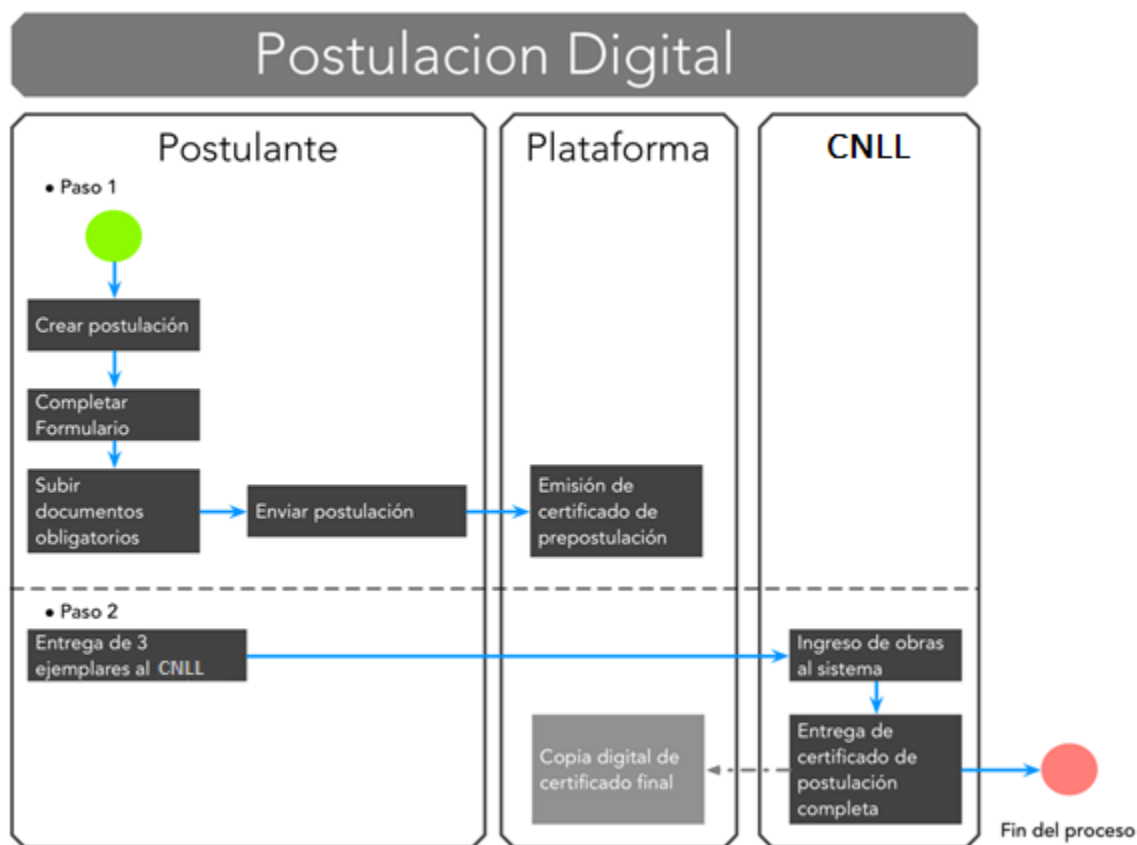 Postulacion Digital
Postulante
Plataforma
CNLL
• Paso 1
Crear postulación
Completar
Formulario
Subir
documentos
obligatorios
Enviar postulación
Emisión de
certificado de
prepostulación
• Paso 2
Entrega de 3
ejemplares al CNLL
Ingreso de obras
al sistema
Copia digital de
certificado final
Entrega de
certificado de
postulación
completa
Fin del proceso